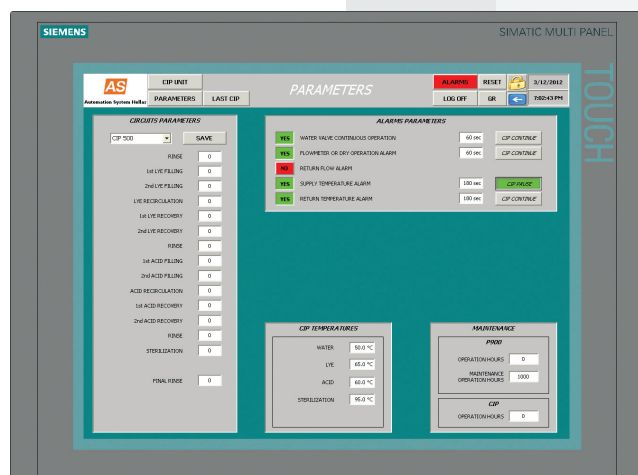 SIEMENS
SIMATIC MULTI PANEL
TOUCH
AS
Automation System Hellas
CIP UNIT
PARAMETERS
LAST CIP
PARAMETERS
ALARMS
RESET
3/12/2012
LOG OFF
GR
7:02:43 PM
CIRCUITS PARAMETERS
CIP 500
SAVE
RINSE 0
1st LYE FILLING 0
2nd LYE FILLING 0
LYE RECIRCULATION 0
1st LYE RECOVERY 0
2nd LYE RECOVERY 0
RINSE 0
1st ACID FILLING 0
2nd ACID FILLING 0
ACID RECIRCULATION 0
1st ACID RECOVERY 0
2nd ACID RECOVERY 0
RINSE 0
STERILIZATION 0
FINAL RINSE 0
ALARMS PARAMETERS
YES WATER VALVE CONTINUOUS OPERATION 60 sec CIP CONTINUE
YES FLOWMETER OR DRY OPERATION ALARM 60 sec CIP CONTINUE
NO RETURN FLOW ALARM
YES SUPPLY TEMPERATURE ALARM 180 sec CIP PAUSE
YES RETURN TEMPERATURE ALARM 180 sec CIP CONTINUE
CIP TEMPERATURES
WATER 50.0 °C
LYE 65.0 °C
ACID 60.0 °C
STERILIZATION 95.0 °C
MAINTENANCE
P900
OPERATION HOURS 0
MAINTENANCE
OPERATION HOURS 1000
CIP
OPERATION HOURS 0